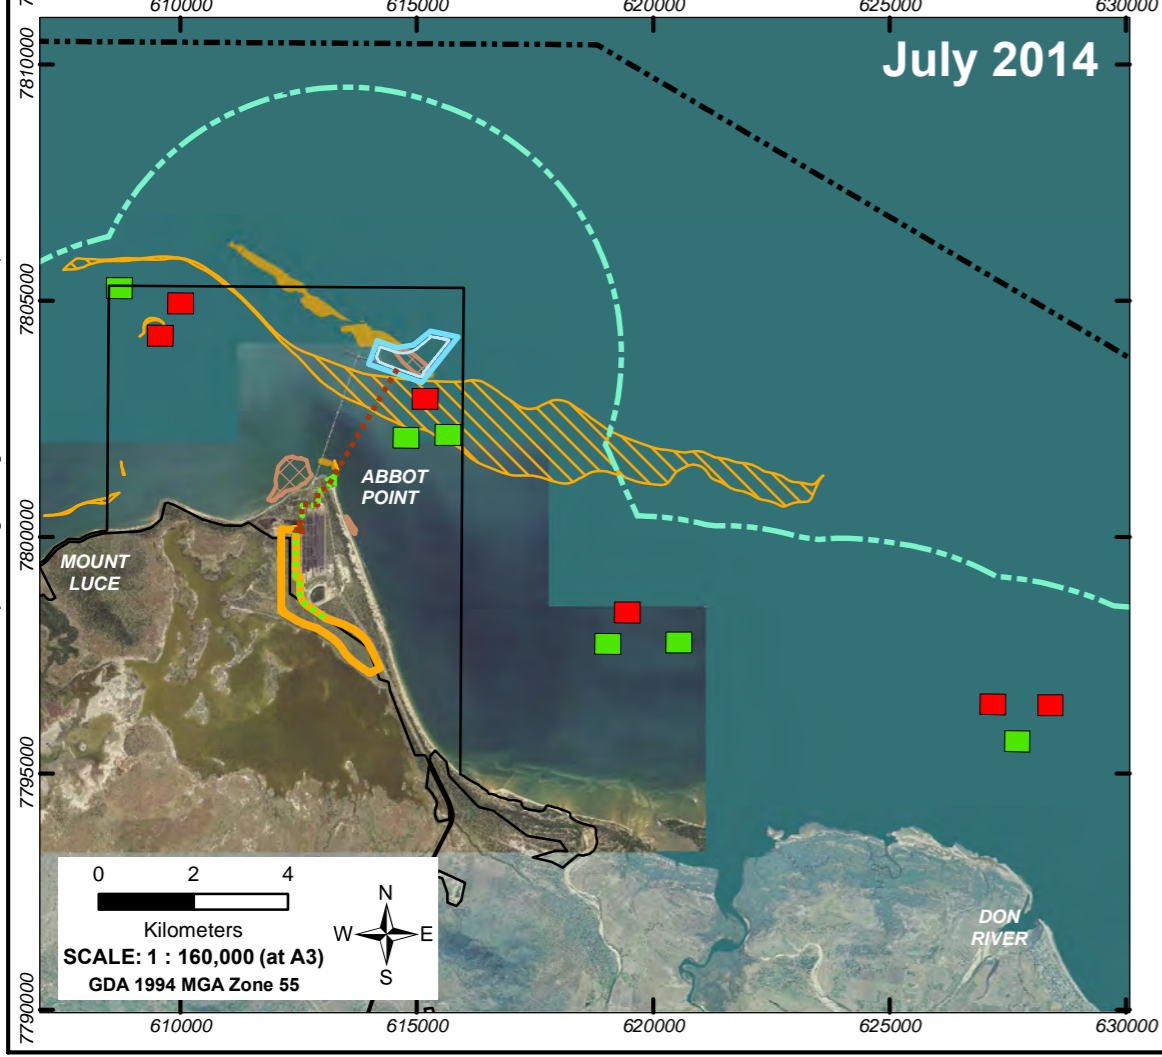 610000 615000 620000 625000 630000
July 2014
7810000
7805000
7800000
7795000
7790000
ABBOT
POINT
MOUNT
LUCE
DON
RIVER
0 2 4
Kilometers
SCALE: 1 : 160,000 (at A3)
GDA 1994 MGA Zone 55
N
W E
S
610000 615000 620000 625000 630000